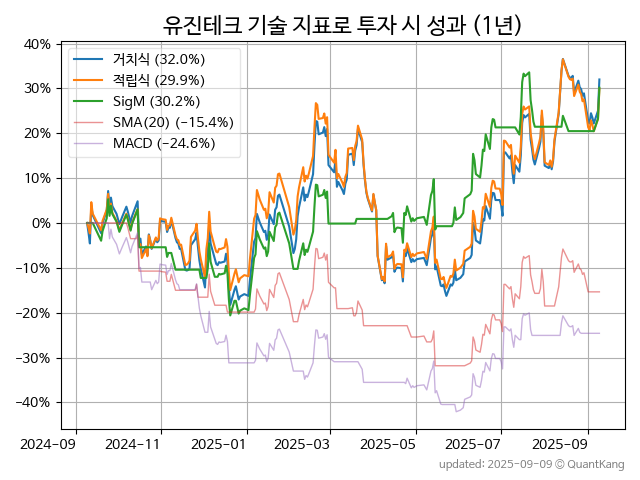 유진테크 기술 지표로 투자 시 성과 (1년)
거치식 (32.0%)
적립식 (29.9%)
SigM (30.2%)
SMA(20) (−15.4%)
MACD (−24.6%)
40%
30%
20%
10%
0%
−10%
−20%
−30%
−40%
2024-09 2024-11 2025-01 2025-03 2025-05 2025-07 2025-09
updated: 2025-09-09 © QuantKang